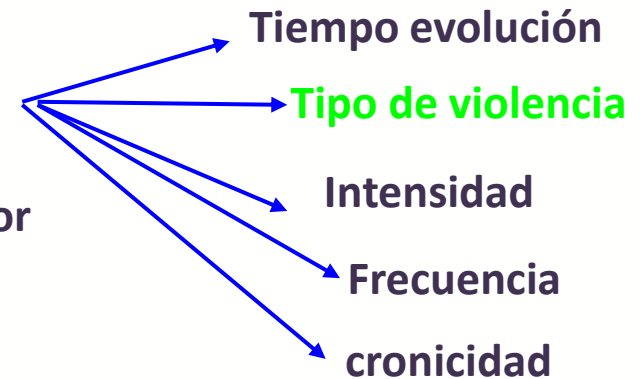 Tiempo evolución
Tipo de violencia
Intensidad
or
Frecuencia
cronicidad